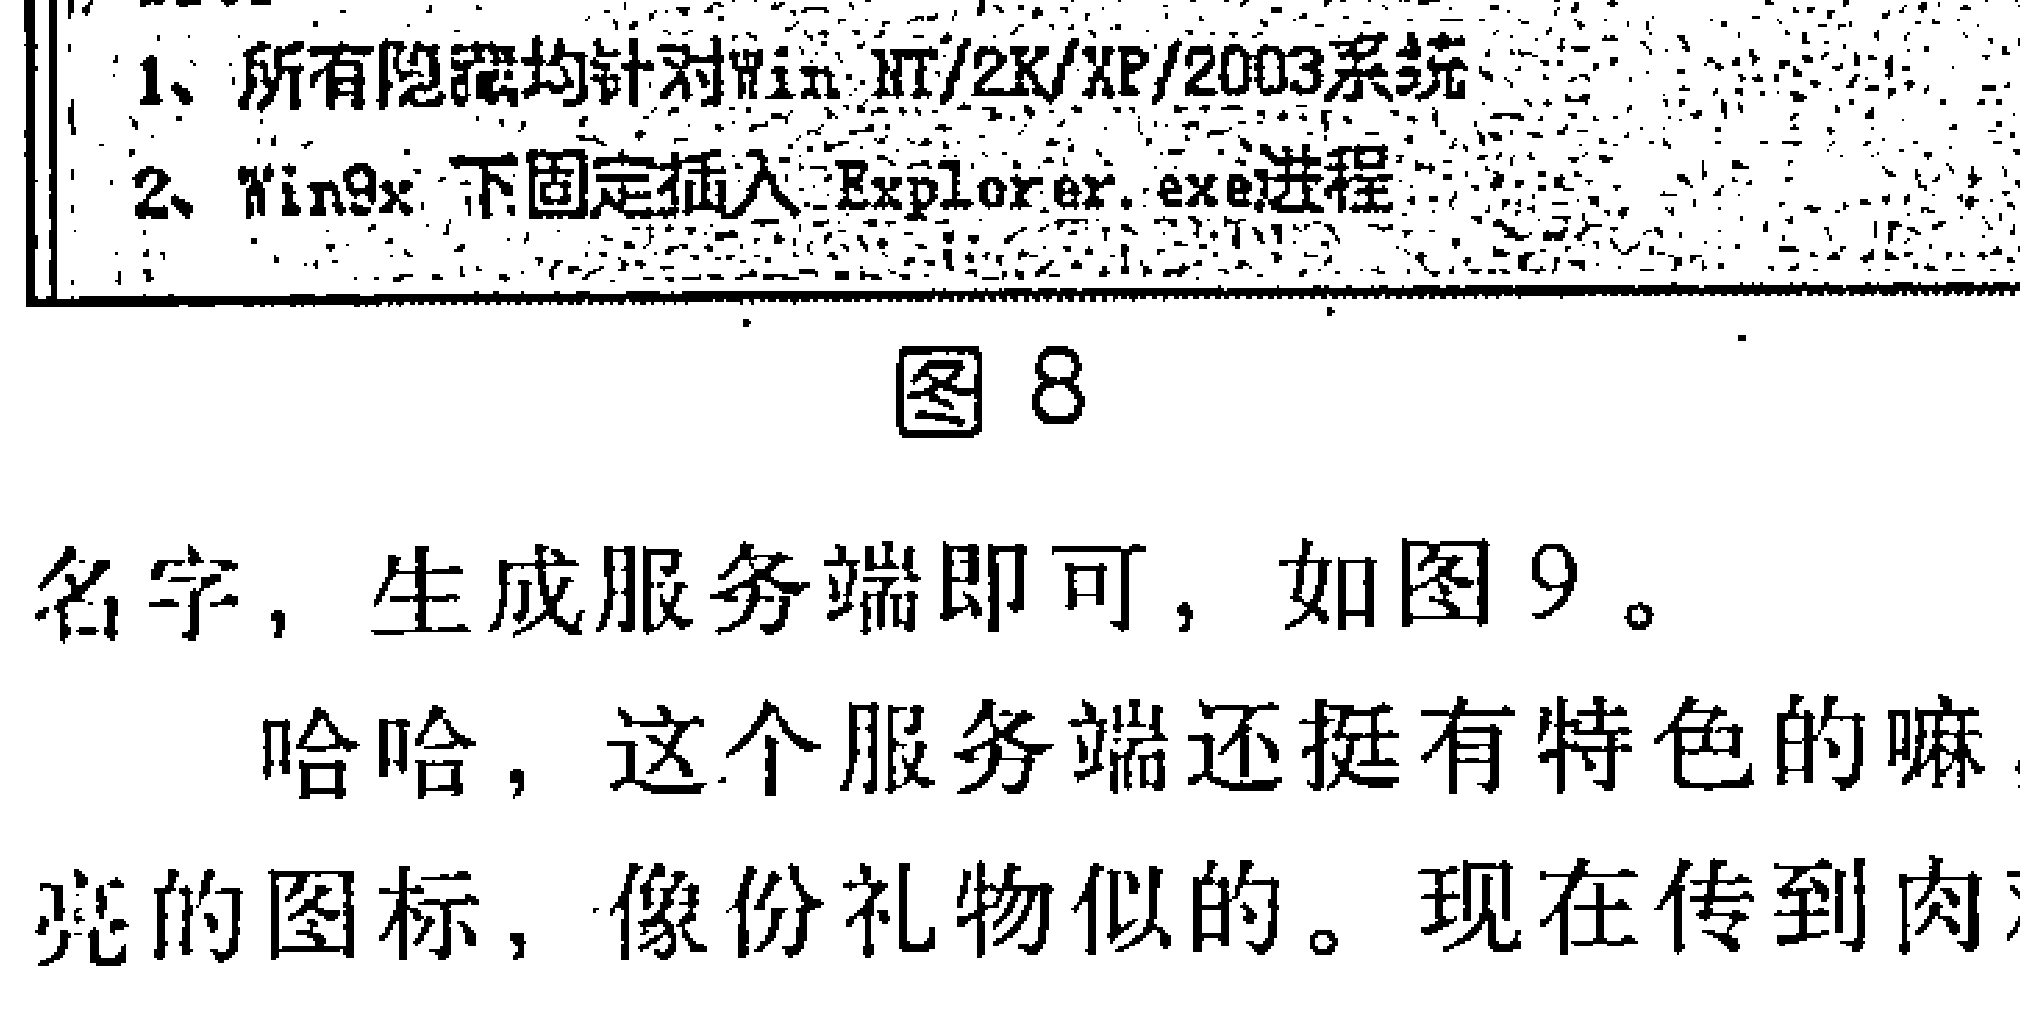 1、所有隐藏均针对Win NT/2K/XP/2003系统
2、Win9x 下固定插入 Explorer.exe进程
图 8
名字，生成服务端即可，如图9。
哈哈，这个服务端还挺有特色的嘛
亮的图标，像份礼物似的。现在传到肉